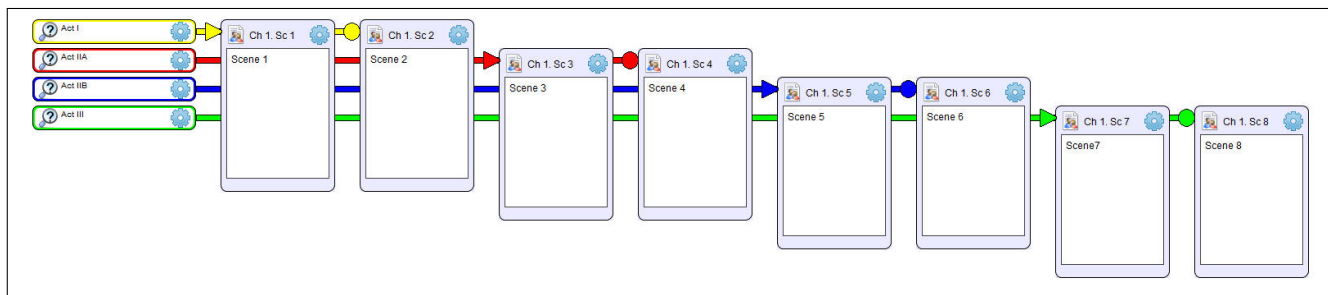 Act I
Act IIA
Act IIB
Act III
Ch 1. Sc 1
Scene 1
Ch 1. Sc 2
Scene 2
Ch 1. Sc 3
Scene 3
Ch 1. Sc 4
Scene 4
Ch 1. Sc 5
Scene 5
Ch 1. Sc 6
Scene 6
Ch 1. Sc 7
Scene7
Ch 1. Sc 8
Scene 8